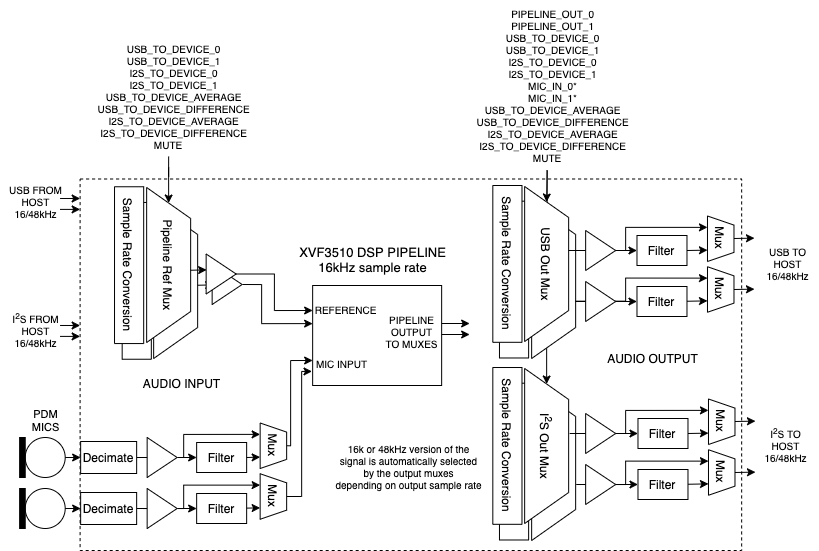 PIPELINE_OUT_0
PIPELINE_OUT_1
USB_TO_DEVICE_0
USB_TO_DEVICE_1
I2S_TO_DEVICE_0
I2S_TO_DEVICE_1
MIC_IN_0*
MIC_IN_1*
USB_TO_DEVICE_AVERAGE
USB_TO_DEVICE_DIFFERENCE
I2S_TO_DEVICE_AVERAGE
I2S_TO_DEVICE_DIFFERENCE
MUTE
USB_TO_DEVICE_0
USB_TO_DEVICE_1
I2S_TO_DEVICE_0
I2S_TO_DEVICE_1
USB_TO_DEVICE_AVERAGE
USB_TO_DEVICE_DIFFERENCE
I2S_TO_DEVICE_AVERAGE
I2S_TO_DEVICE_DIFFERENCE
MUTE
USB FROM
HOST
16/48kHz
I²S FROM
HOST
16/48kHz
Sample Rate Conversion
Pipeline Ref Mux
AUDIO INPUT
XVF3510 DSP PIPELINE
16kHz sample rate
REFERENCE
MIC INPUT
PIPELINE
OUTPUT
TO MUXES
Sample Rate Conversion
USB Out Mux
Filter
Mux
Filter
Mux
USB TO
HOST
16/48kHz
AUDIO OUTPUT
Sample Rate Conversion
I²S Out Mux
Filter
Mux
Filter
Mux
I²S TO
HOST
16/48kHz
PDM
MICS
Decimate
Filter
Mux
Decimate
Filter
Mux
16k or 48kHz version of the
signal is automatically selected
by the output muxes
depending on output sample rate